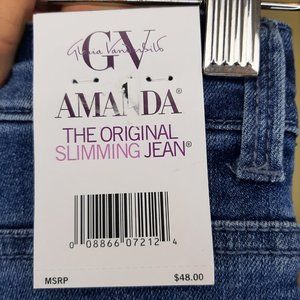 GV
Gloria Vanderbilt
AMANDA®
THE ORIGINAL
SLIMMING JEAN®
0 08866 07212 4
MSRP $48.00